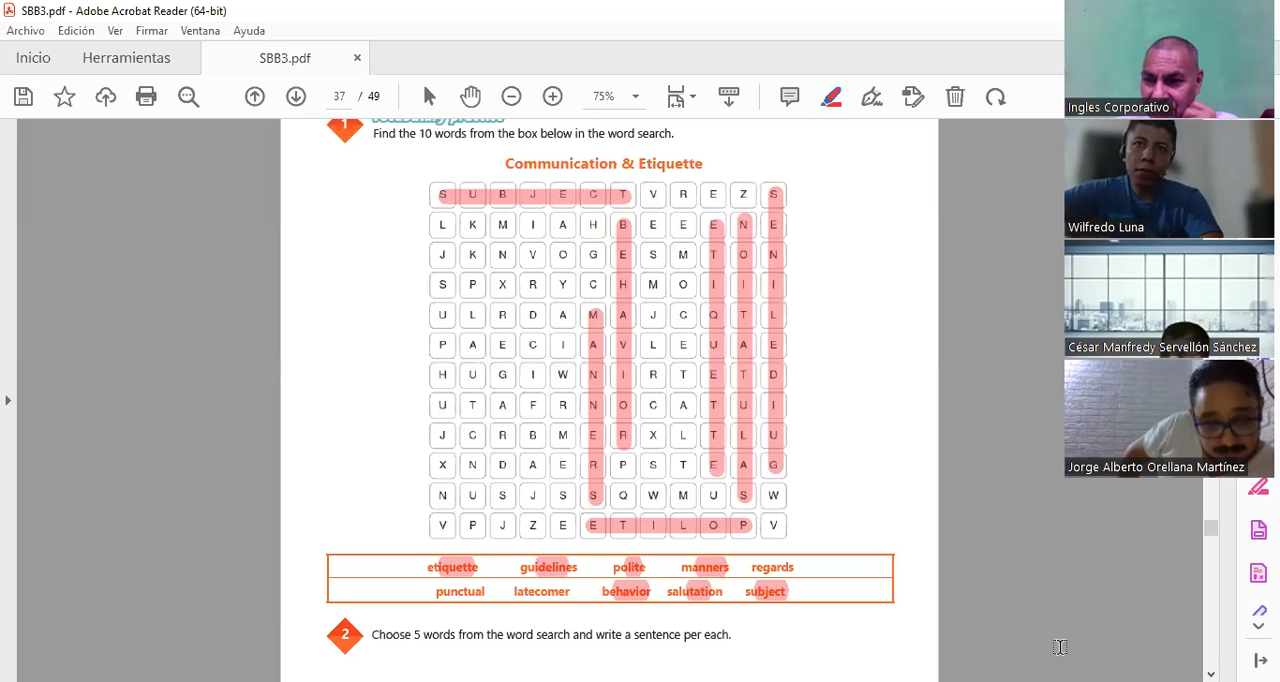 SBB3.pdf - Adobe Acrobat Reader (64-bit)
Archivo Edición Ver Firmar Ventana Ayuda
Inicio Herramientas SBB3.pdf ×
37 / 49 75%
1
Find the 10 words from the box below in the word search.
Communication & Etiquette
S U B J E C T V R E Z S
L K M I A H B E E E N E
J K N V O G E S M T O N
S P X R Y C H M O I I I
U L R D A M A J C Q T L
P A E C I A V L E U A E
H U G I W N I R T E T D
U T A F R N O C A T U I
J C R B M E R X L T L U
X N D A E R P S T E A G
N U S J S S Q W M U S W
V P J Z E E T I L O P V
etiquette guidelines polite manners regards
punctual latecomer behavior salutation subject
2 Choose 5 words from the word search and write a sentence per each.
Ingles Corporativo
Wilfredo Luna
César Manfredy Servellón Sánchez
Jorge Alberto Orellana Martínez